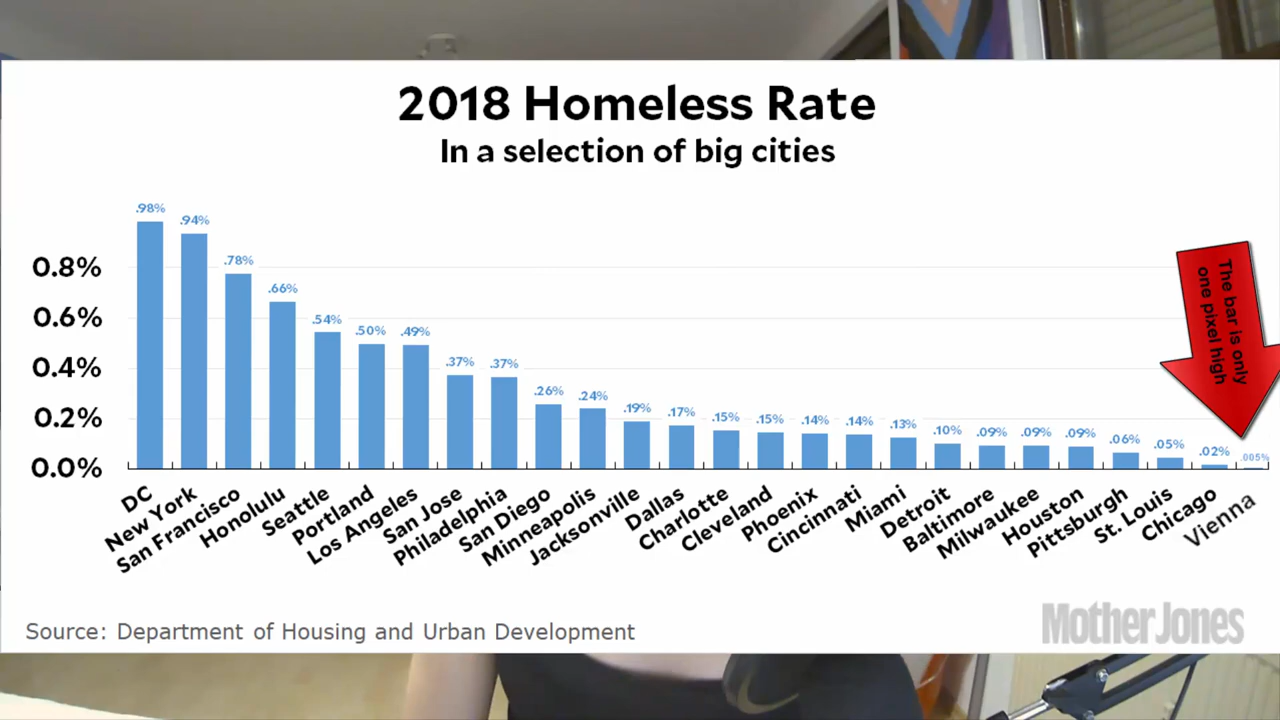 2018 Homeless Rate
In a selection of big cities
.98%
.94%
.78%
.66%
.54%
.50%
.49%
.37%
.37%
.26%
.24%
.19%
.17%
.15%
.15%
.14%
.14%
.13%
.10%
.09%
.09%
.09%
.06%
.05%
.02%
.005%
0.8%
0.6%
0.4%
0.2%
0.0%
The bar is only
one pixel high
DC
New York
San Francisco
Honolulu
Seattle
Portland
Los Angeles
San Jose
Philadelphia
San Diego
Minneapolis
Jacksonville
Dallas
Charlotte
Cleveland
Phoenix
Cincinnati
Miami
Detroit
Baltimore
Milwaukee
Houston
Pittsburgh
St. Louis
Chicago
Vienna
Source: Department of Housing and Urban Development
Mother Jones